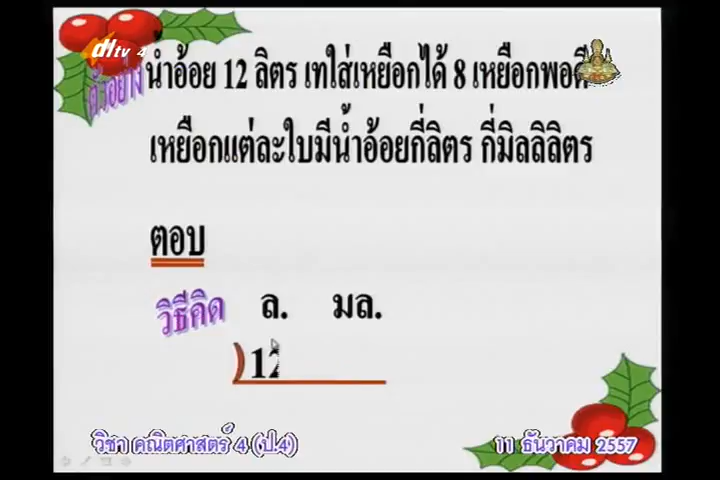 dltv 4
ตัวอย่าง น้ำอ้อย 12 ลิตร เทใส่เหยือกได้ 8 เหยือกพอดี
เหยือกแต่ละใบมีน้ำอ้อยกี่ลิตร กี่มิลลิลิตร
ตอบ
วิธีคิด ล. มล.
)12
วิชา คณิตศาสตร์ 4 (ป.4) 11 ธันวาคม 2557